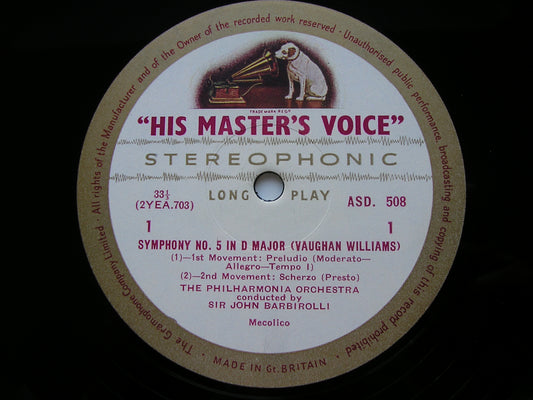 All rights of the Manufacturer and of the Owner of the recorded work reserved · Unauthorised public performance, broadcasting and copying of this record prohibited ·
TRADE MARK REGD
"HIS MASTER'S VOICE"
STEREOPHONIC
LONG PLAY
33⅓
(2YEA.703)
ASD. 508
1 1
SYMPHONY NO. 5 IN D MAJOR (VAUGHAN WILLIAMS)
(1)—1st Movement: Preludio (Moderato—
Allegro—Tempo I)
(2)—2nd Movement: Scherzo (Presto)
THE PHILHARMONIA ORCHESTRA
conducted by
SIR JOHN BARBIROLLI
Mecolico
The Gramophone Company Limited ·
MADE IN Gt. BRITAIN